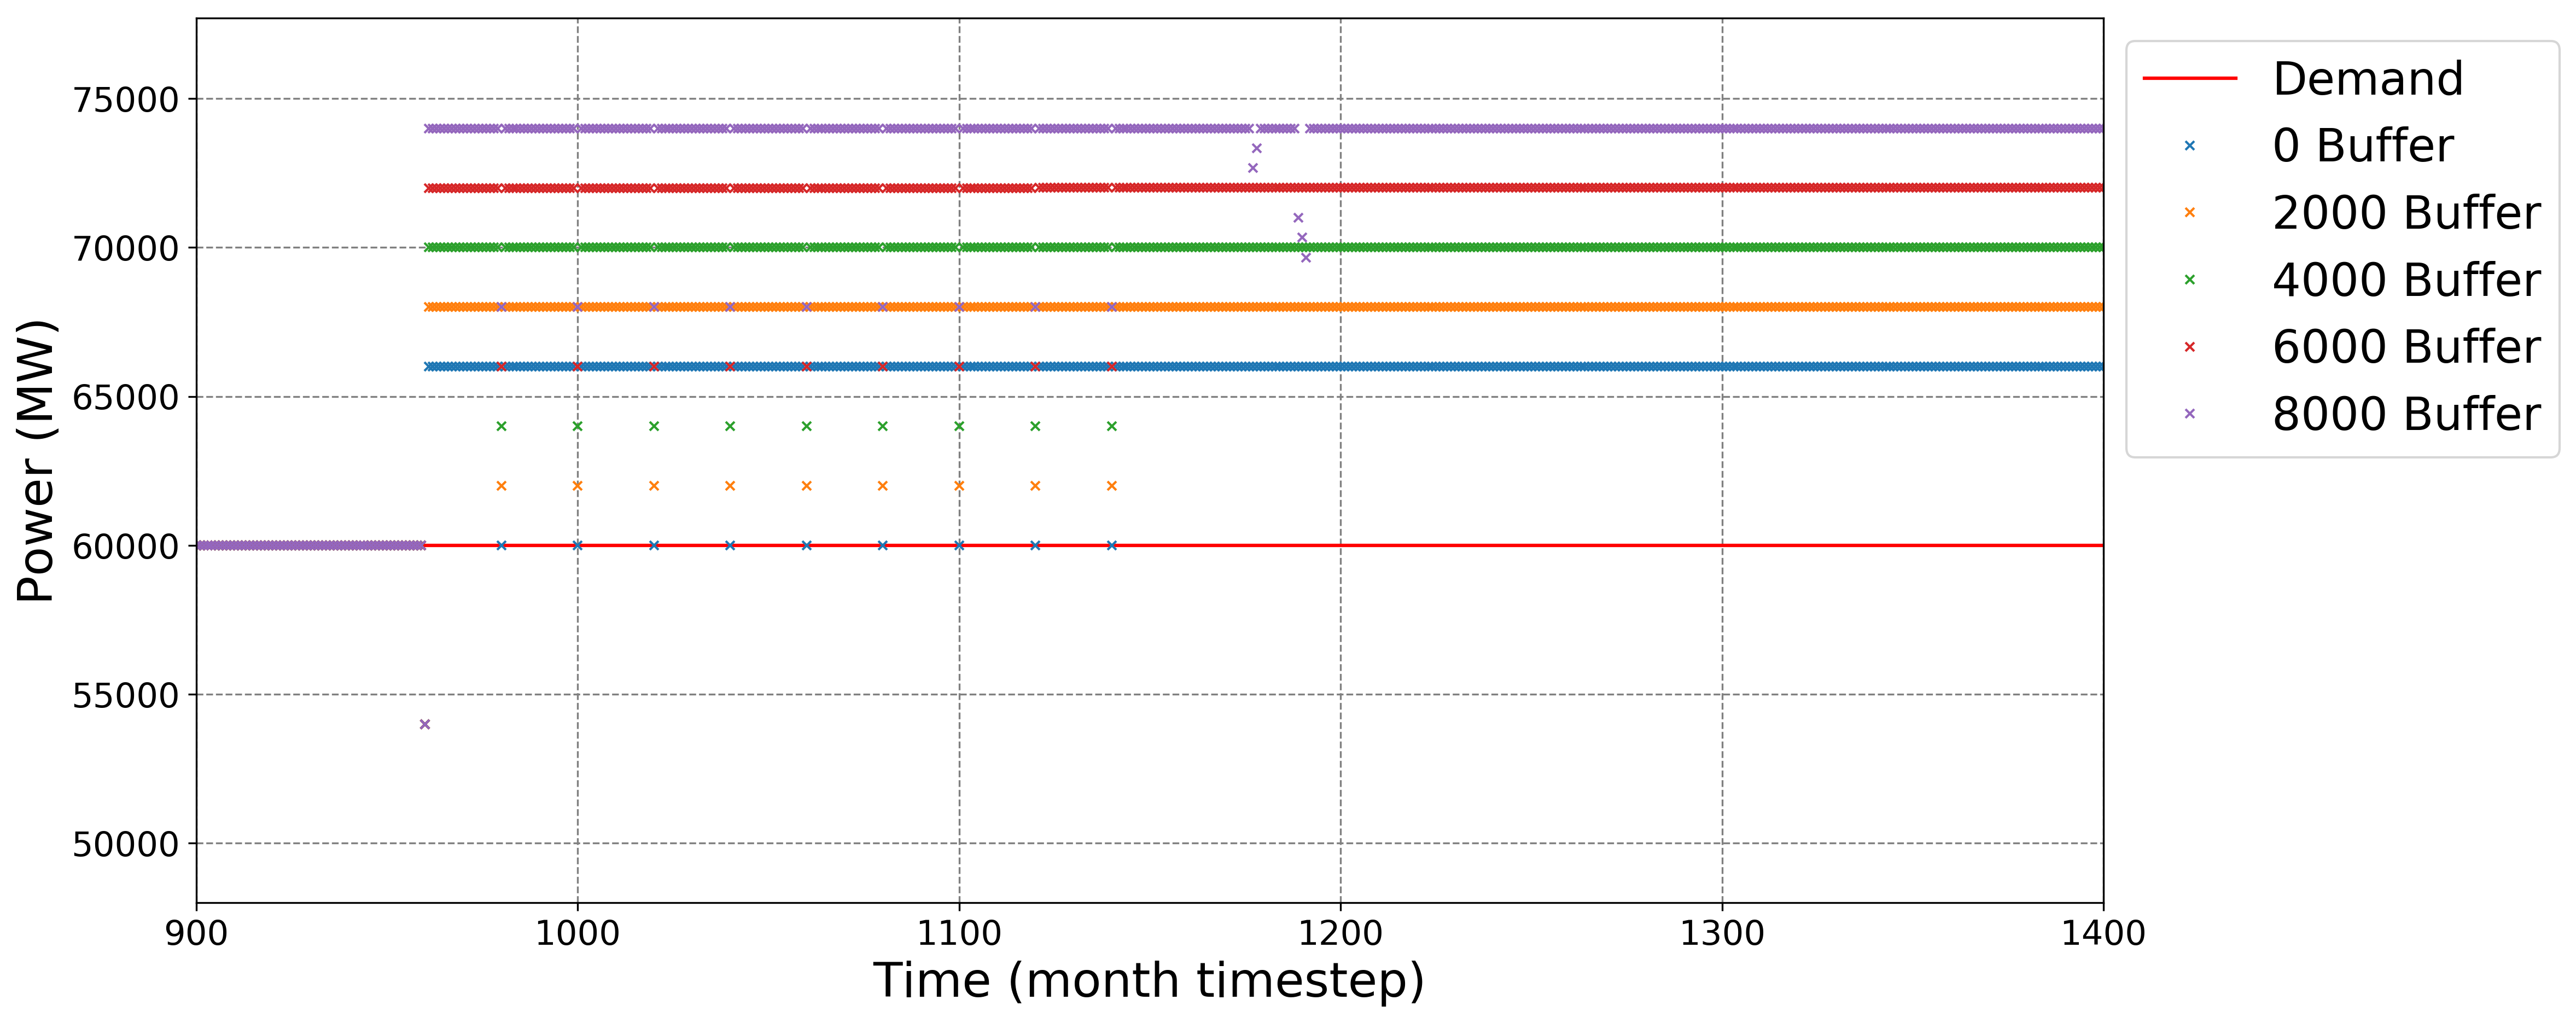 Power (MW)
75000
70000
65000
60000
55000
50000
900 1000 1100 1200 1300 1400
Time (month timestep)
Demand
0 Buffer
2000 Buffer
4000 Buffer
6000 Buffer
8000 Buffer